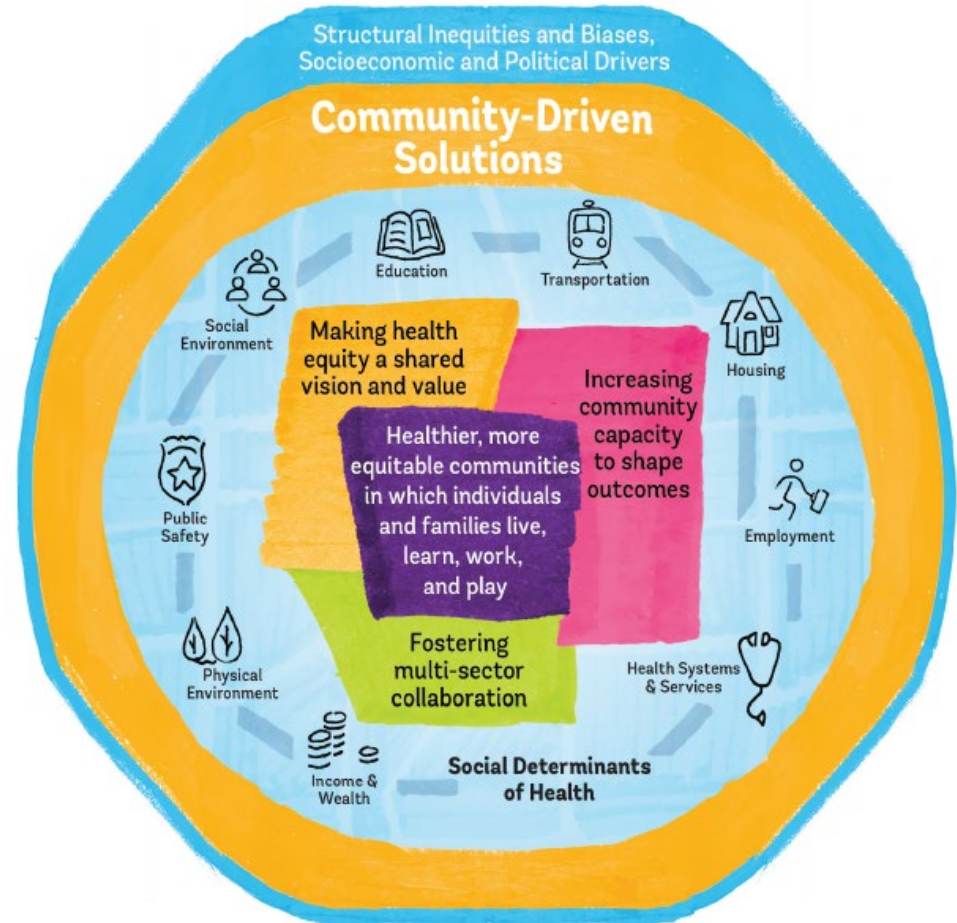 Structural Inequities and Biases,
Socioeconomic and Political Drivers
Community-Driven
Solutions
Education
Transportation
Social
Environment
Housing
Making health
equity a shared
vision and value
Increasing
community
capacity
to shape
outcomes
Healthier, more
equitable communities
in which individuals
and families live,
learn, work,
and play
Public
Safety
Employment
Fostering
multi-sector
collaboration
Physical
Environment
Health Systems
& Services
Income &
Wealth
Social Determinants
of Health